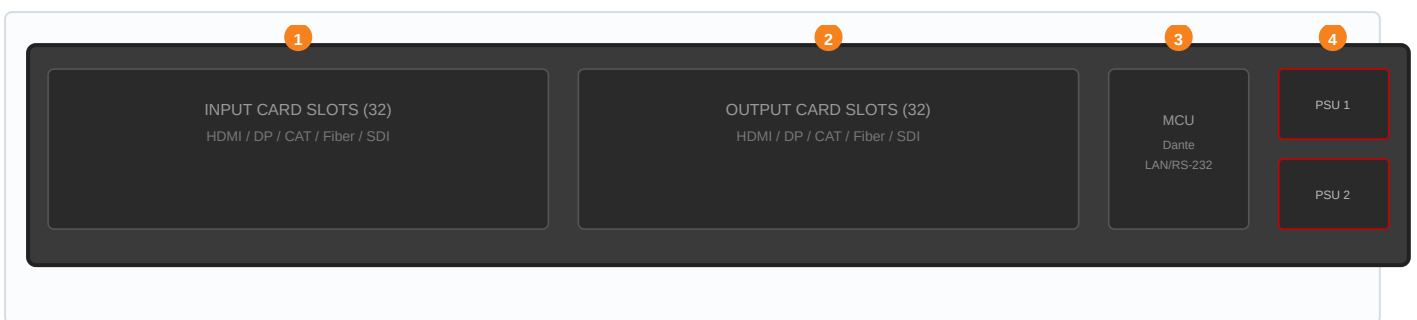 1
2
3
4
INPUT CARD SLOTS (32)
HDMI / DP / CAT / Fiber / SDI
OUTPUT CARD SLOTS (32)
HDMI / DP / CAT / Fiber / SDI
MCU
Dante
LAN/RS-232
PSU 1
PSU 2